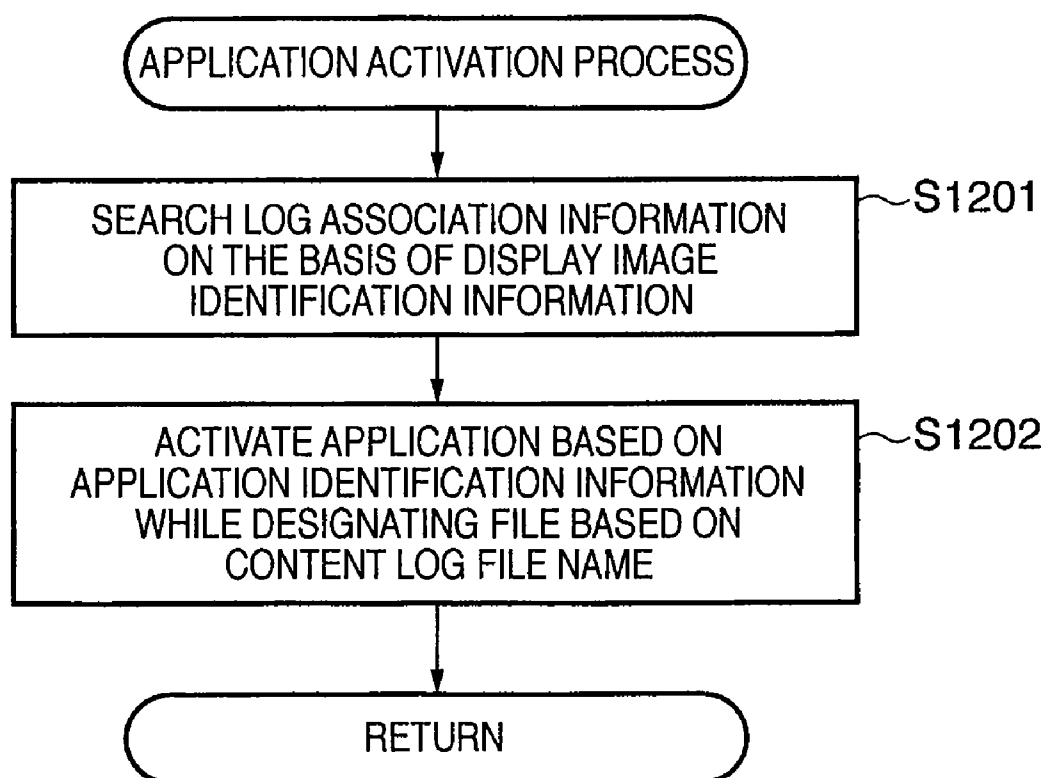 APPLICATION ACTIVATION PROCESS
SEARCH LOG ASSOCIATION INFORMATION
ON THE BASIS OF DISPLAY IMAGE
IDENTIFICATION INFORMATION
S1201
ACTIVATE APPLICATION BASED ON
APPLICATION IDENTIFICATION INFORMATION
WHILE DESIGNATING FILE BASED ON
CONTENT LOG FILE NAME
S1202
RETURN